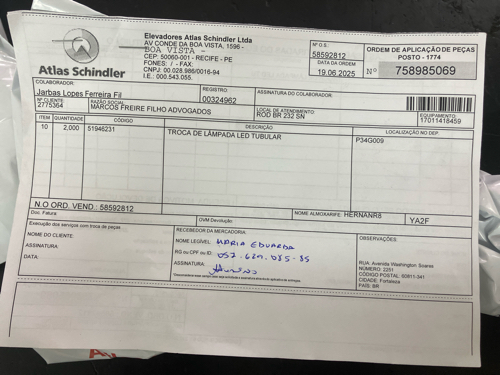 Elevadores Atlas Schindler Ltda
AV CONDE DA BOA VISTA, 1596 -
BOA VISTA -
CEP: 50060-001 - RECIFE - PE
FONES: / - FAX:
CNPJ: 00.028.986/0016-94
I.E.: 000.543.055.
Atlas Schindler
Nº O.S.
58592812
DATA DA ORDEM
19.06.2025
ORDEM DE APLICAÇÃO DE PEÇAS
POSTO - 1774
Nº 758985069
COLABORADOR:
Jarbas Lopes Ferreira Fil
REGISTRO:
00324962
ASSINATURA DO COLABORADOR:
Nº CLIENTE:
2775364
RAZÃO SOCIAL:
MARCOS FREIRE FILHO ADVOGADOS
LOCAL DE ATENDIMENTO:
ROD BR 232 SN
EQUIPAMENTO:
17011418459
ITEM QUANTIDADE CÓDIGO DESCRIÇÃO LOCALIZAÇÃO NO DEP.
10 2,000 51946231 TROCA DE LÂMPADA LED TUBULAR P34G009
N.O ORD. VEND.: 58592812
NOME ALMOXARIFE: HERNANR8
YA2F
Doc. Fatura:
OVM Devolução:
Execução dos serviços com troca de peças
NOME DO CLIENTE:
ASSINATURA:
DATA:
RECEBEDOR DA MERCADORIA:
NOME LEGÍVEL: MARIA EDUARDA
RG ou CPF ou ID:
ASSINATURA:
OBSERVAÇÕES:
RUA: Avenida Washington Soares
NÚMERO: 2251
CÓDIGO POSTAL: 60811-341
CIDADE: Fortaleza
PAÍS: BR